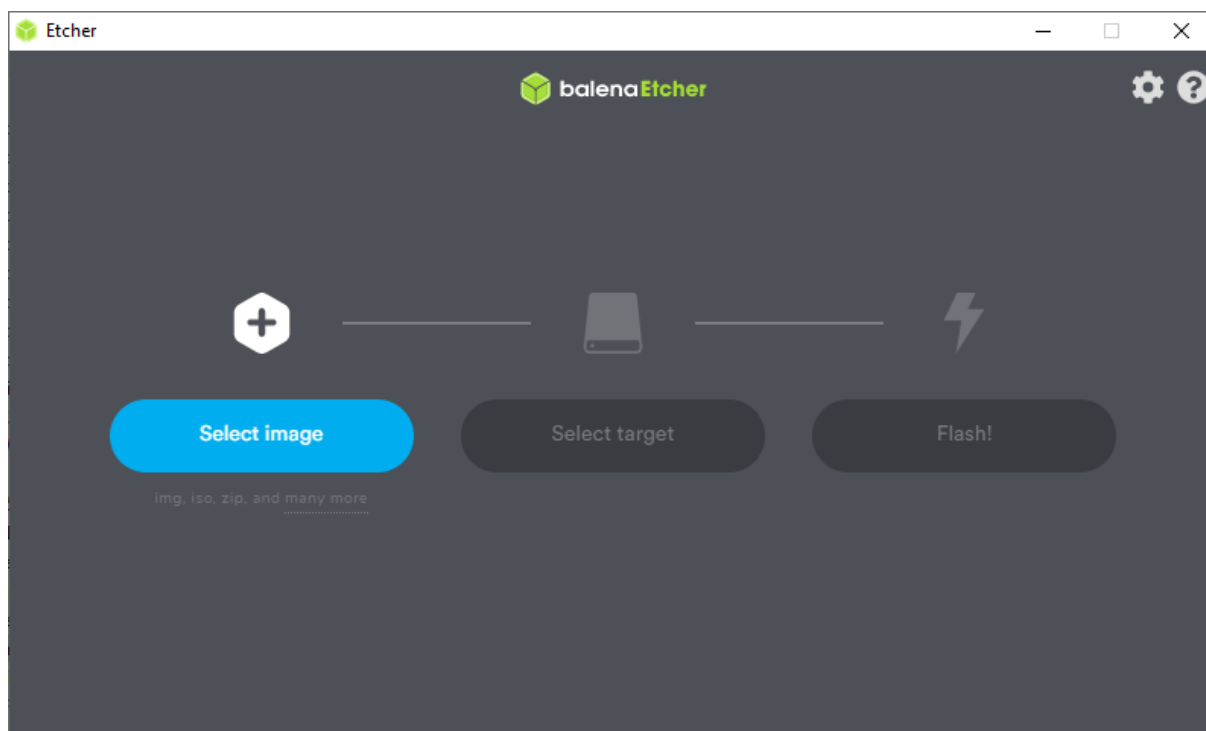 Etcher
balenaEtcher
Select image
Select target
Flash!
img, iso, zip, and many more